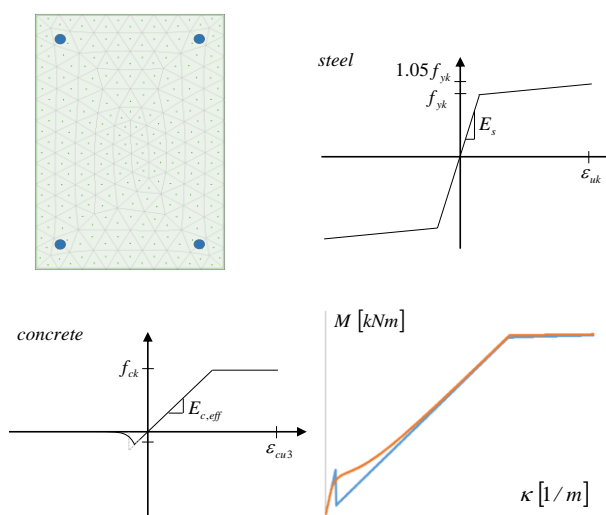 steel
1.05 f_yk
f_yk
E_s
ε_uk
concrete
f_ck
E_c,eff
ε_cu3
M [kNm]
κ [1/m]